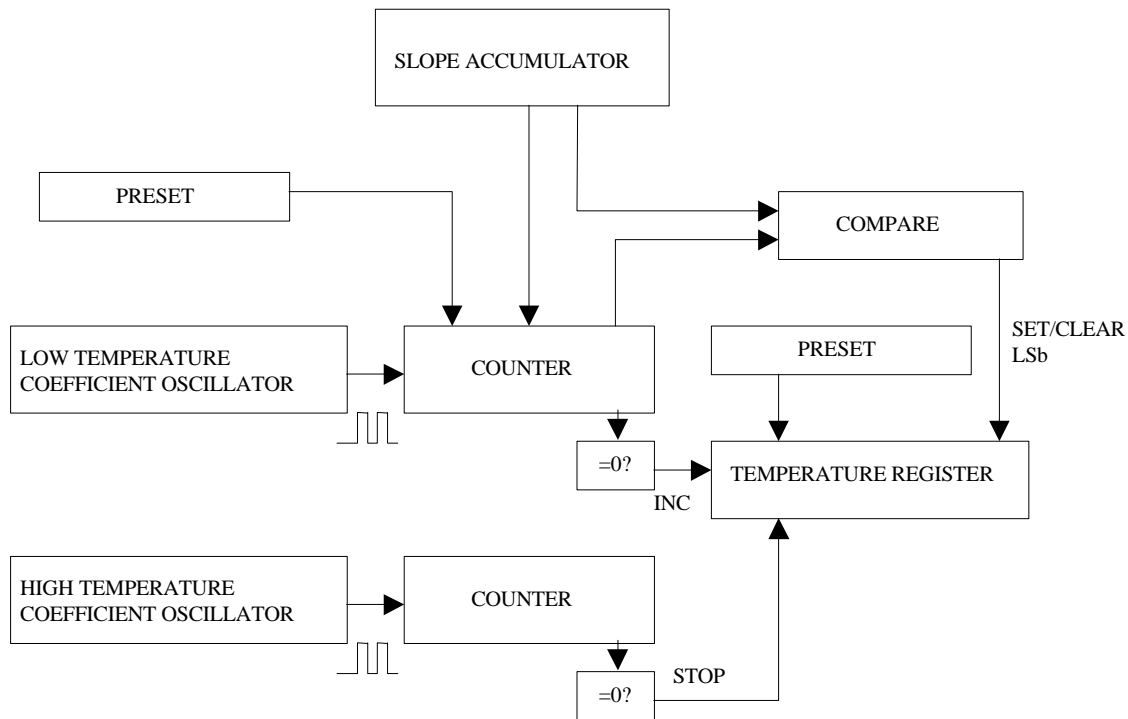 SLOPE ACCUMULATOR
PRESET
COMPARE
LOW TEMPERATURE
COEFFICIENT OSCILLATOR
COUNTER
PRESET
SET/CLEAR
LSb
=0?
INC
TEMPERATURE REGISTER
HIGH TEMPERATURE
COEFFICIENT OSCILLATOR
COUNTER
=0?
STOP